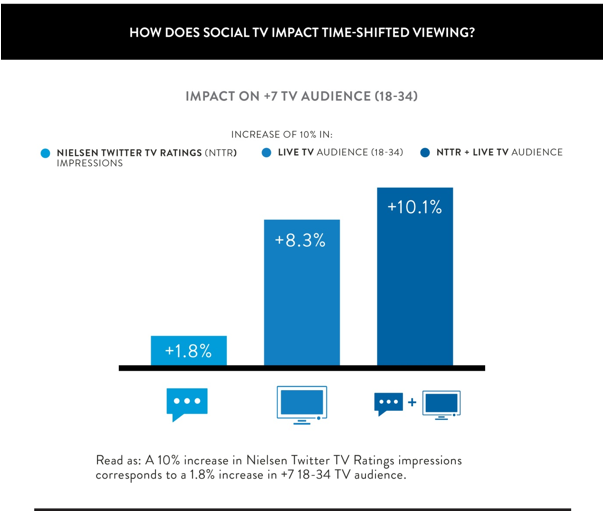 HOW DOES SOCIAL TV IMPACT TIME-SHIFTED VIEWING?
IMPACT ON +7 TV AUDIENCE (18-34)
INCREASE OF 10% IN:
NIELSEN TWITTER TV RATINGS (NTTR)
IMPRESSIONS
LIVE TV AUDIENCE (18-34)
NTTR + LIVE TV AUDIENCE
+1.8%
+8.3%
+10.1%
+
Read as: A 10% increase in Nielsen Twitter TV Ratings impressions
corresponds to a 1.8% increase in +7 18-34 TV audience.